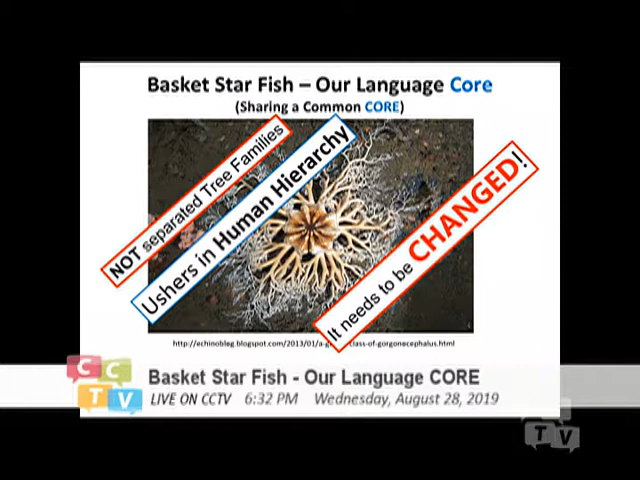 Basket Star Fish – Our Language Core
(Sharing a Common CORE)
NOT separated Tree Families
Ushers in Human Hierarchy
It needs to be CHANGED!
Basket Star Fish - Our Language CORE
LIVE ON CCTV 6:32 PM Wednesday, August 28, 2019
C C
T V
T V